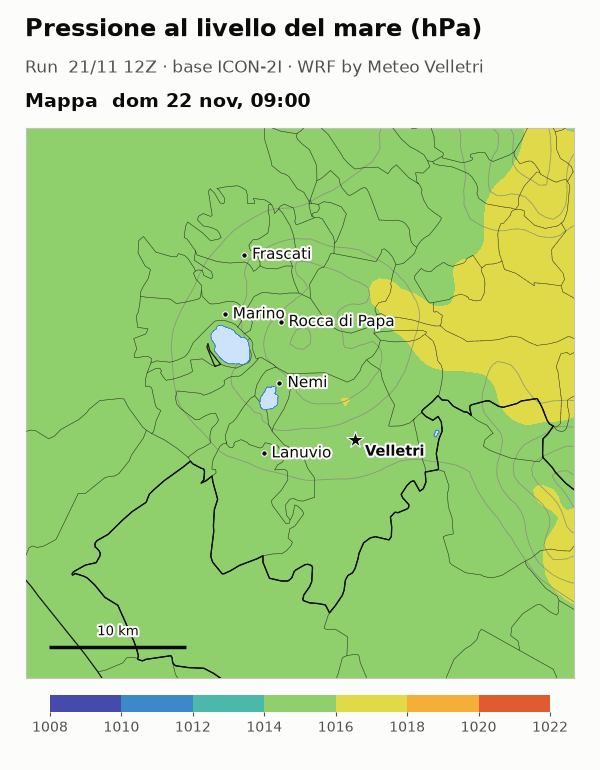 Pressione al livello del mare (hPa)
Run  21/11 12Z · base ICON-2I · WRF by Meteo Velletri
Mappa  dom 22 nov, 09:00
Frascati
Marino
Rocca di Papa
Nemi
Velletri
Lanuvio
10 km
1008 1010 1012 1014 1016 1018 1020 1022